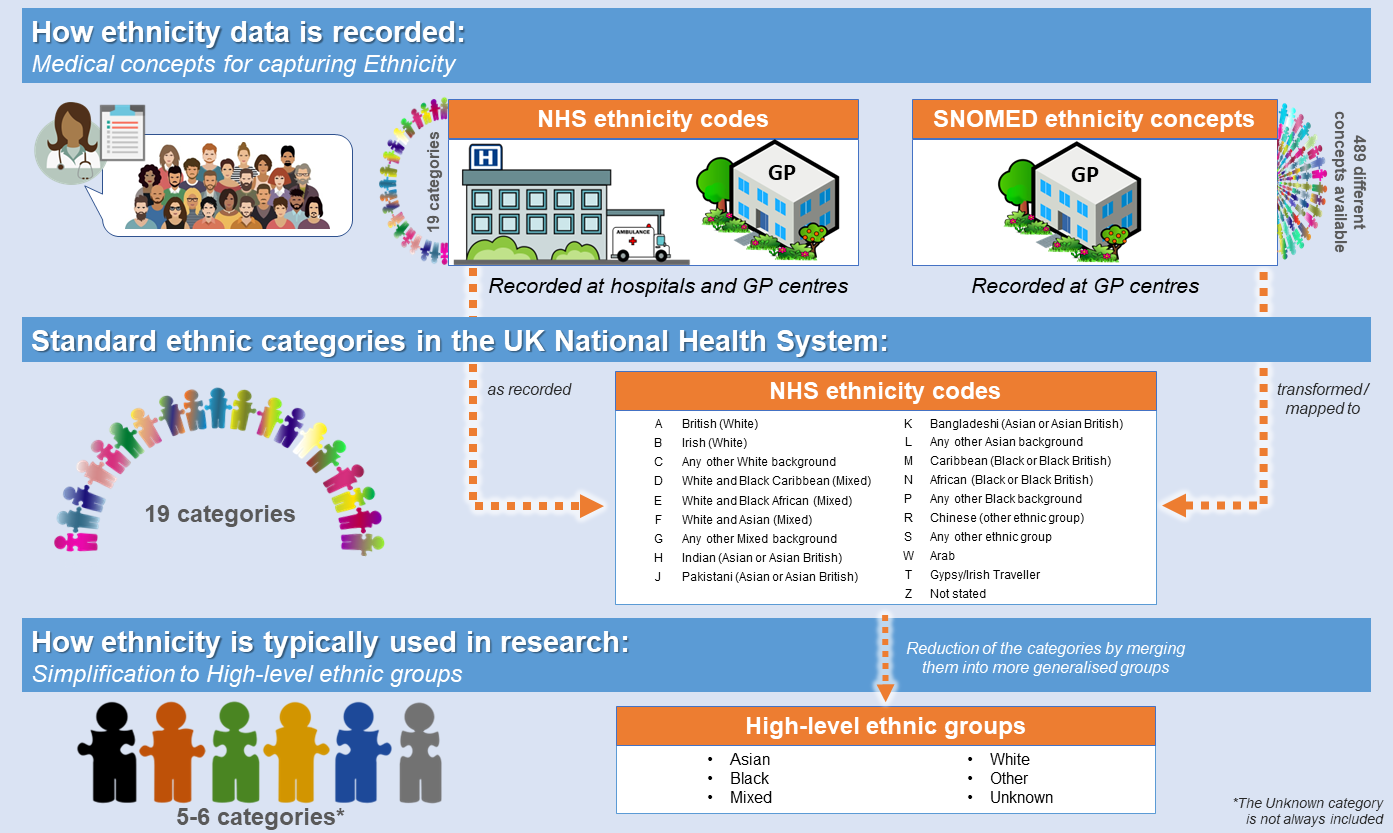 How ethnicity data is recorded:
Medical concepts for capturing Ethnicity
19 categories
NHS ethnicity codes
H
GP
AMBULANCE
Recorded at hospitals and GP centres
SNOMED ethnicity concepts
GP
489 different
concepts available
Recorded at GP centres
Standard ethnic categories in the UK National Health System:
19 categories
as recorded
NHS ethnicity codes
A British (White)
B Irish (White)
C Any other White background
D White and Black Caribbean (Mixed)
E White and Black African (Mixed)
F White and Asian (Mixed)
G Any other Mixed background
H Indian (Asian or Asian British)
J Pakistani (Asian or Asian British)
K Bangladeshi (Asian or Asian British)
L Any other Asian background
M Caribbean (Black or Black British)
N African (Black or Black British)
P Any other Black background
R Chinese (other ethnic group)
S Any other ethnic group
W Arab
T Gypsy/Irish Traveller
Z Not stated
transformed/
mapped to
How ethnicity is typically used in research:
Simplification to High-level ethnic groups
Reduction of the categories by merging
them into more generalised groups
5-6 categories*
High-level ethnic groups
• Asian
• Black
• Mixed
• White
• Other
• Unknown
*The Unknown category
is not always included